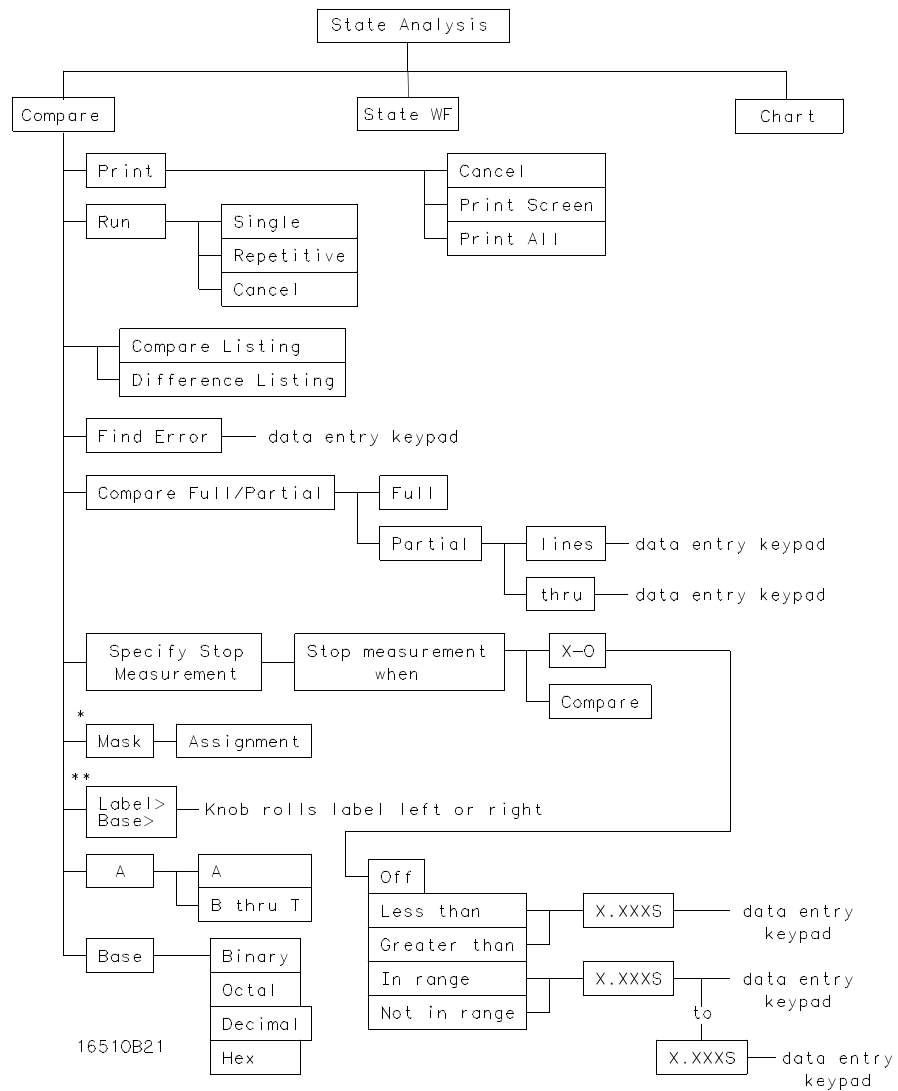 State Analysis
Compare
State WF
Chart
Print
Cancel
Print Screen
Print All
Run
Single
Repetitive
Cancel
Compare Listing
Difference Listing
Find Error
data entry keypad
Compare Full/Partial
Full
Partial
lines
data entry keypad
thru
data entry keypad
Specify Stop
Measurement
Stop measurement
when
X-O
Compare
*
Mask
Assignment
**
Label>
Base>
Knob rolls label left or right
A
A
B thru T
Base
Binary
Octal
Decimal
Hex
Off
Less than
Greater than
In range
Not in range
X.XXXS
data entry
keypad
X.XXXS
data entry
keypad
to
X.XXXS
data entry
keypad
16510B21